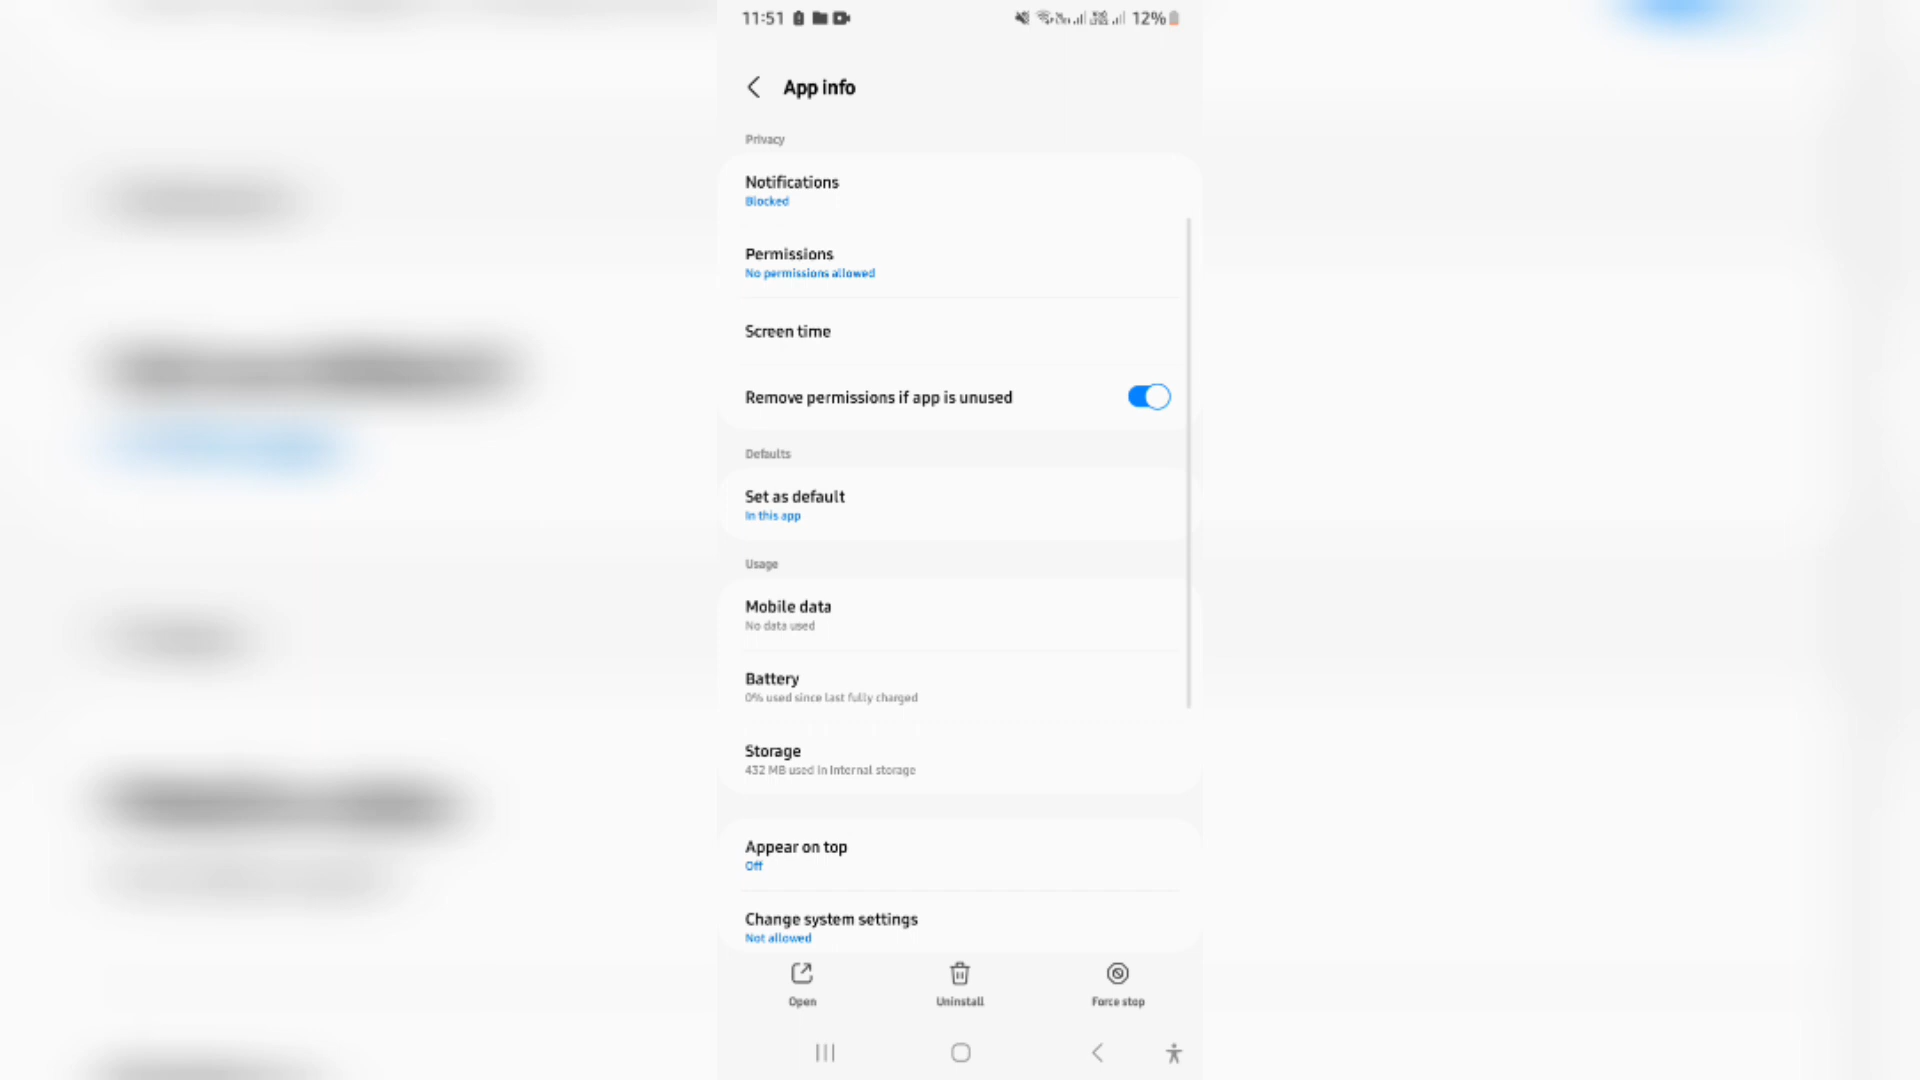 11:51
12%
App info
Privacy
Notifications
Blocked
Permissions
No permissions allowed
Screen time
Remove permissions if app is unused
Defaults
Set as default
In this app
Usage
Mobile data
No data used
Battery
0% used since last fully charged
Storage
432 MB used in Internal storage
Appear on top
Off
Change system settings
Not allowed
Open
Uninstall
Force stop